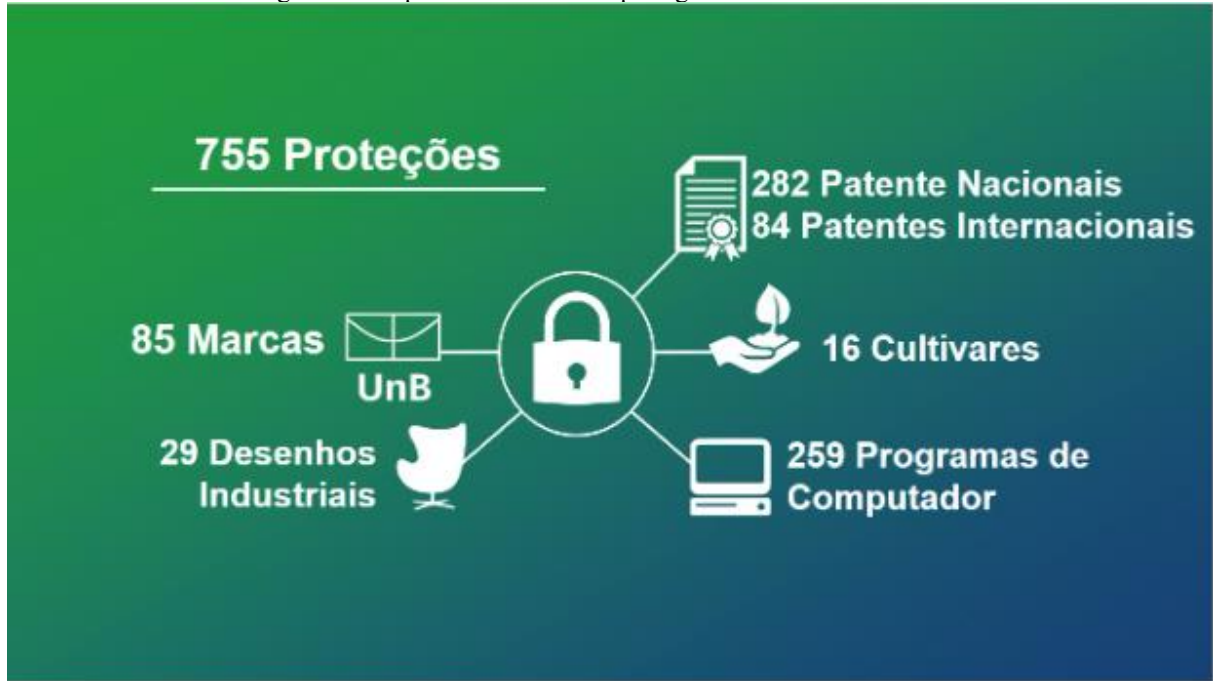 755 Proteções
282 Patente Nacionais
84 Patentes Internacionais
85 Marcas
UnB
16 Cultivares
29 Desenhos
Industriais
259 Programas de
Computador